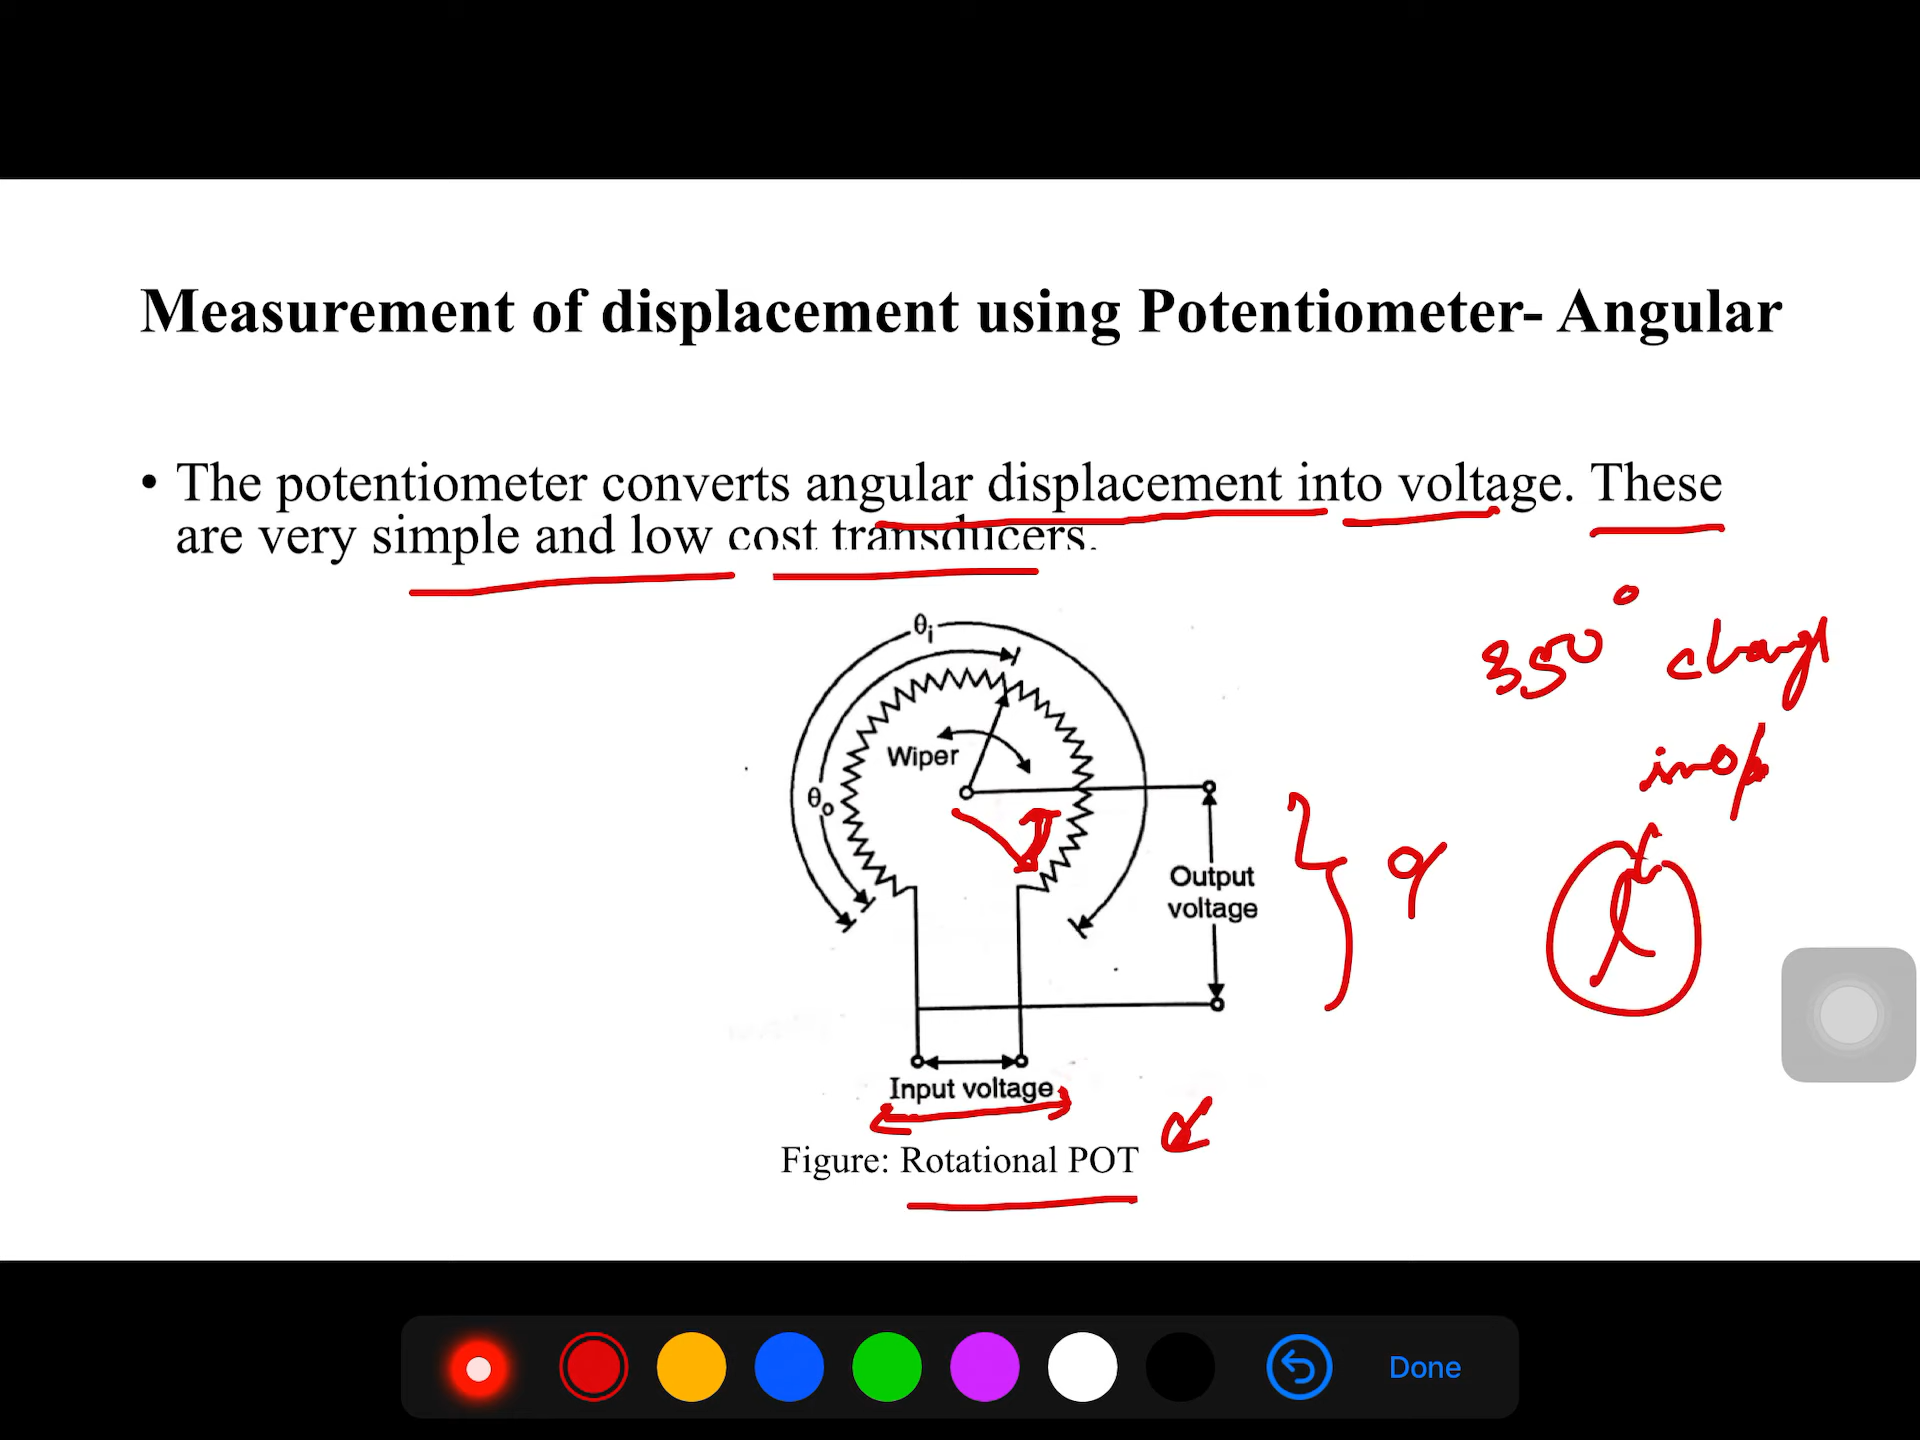 Measurement of displacement using Potentiometer- Angular
• The potentiometer converts angular displacement into voltage. These
are very simple and low cost transducers.
350° change
in o/p
θi
Wiper
θo
Output
voltage
Input voltage
Figure: Rotational POT
Done